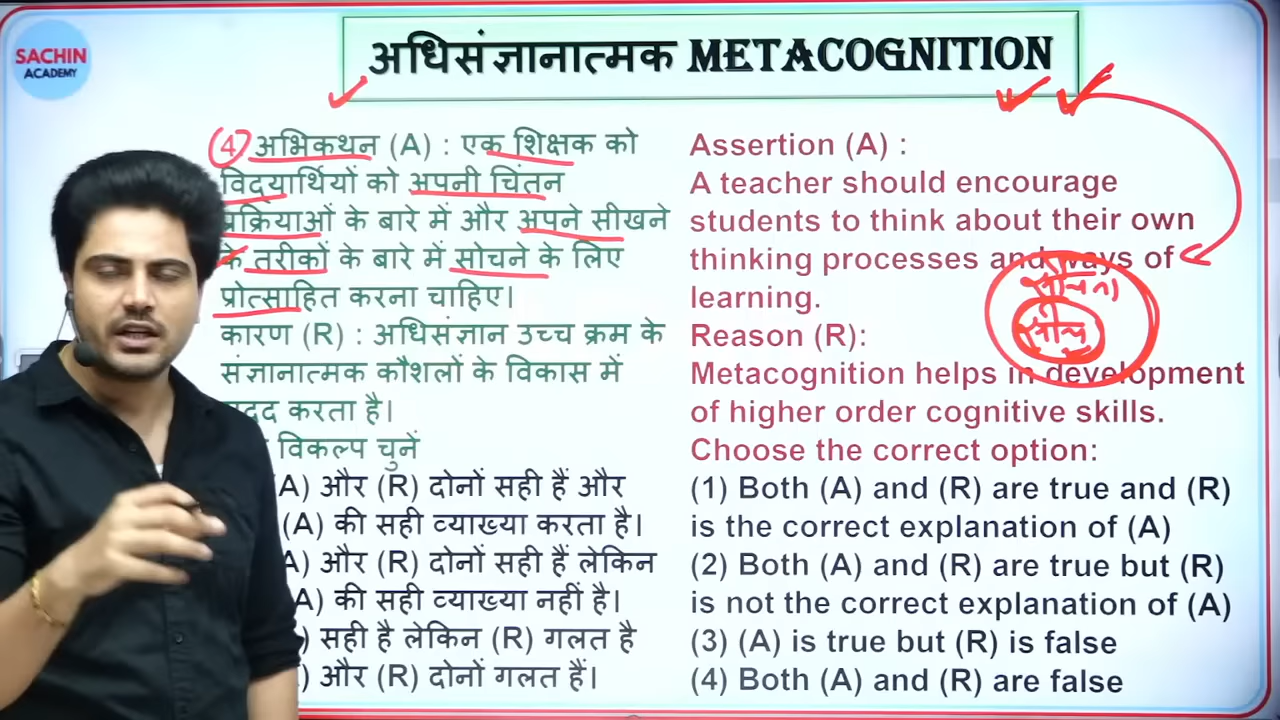 SACHIN
ACADEMY
अधिसंज्ञानात्मक METACOGNITION
4 अभिकथन (A) : एक शिक्षक को
विद्यार्थियों को अपनी चिंतन
प्रक्रियाओं के बारे में और अपने सीखने
के तरीकों के बारे में सोचने के लिए
प्रोत्साहित करना चाहिए।
कारण (R) : अधिसंज्ञान उच्च क्रम के
संज्ञानात्मक कौशलों के विकास में
करता है।
विकल्प चुनें
(A) और (R) दोनों सही हैं और
(A) की सही व्याख्या करता है।
A) और (R) दोनों सही हैं लेकिन
A) की सही व्याख्या नहीं है।
) सही है लेकिन (R) गलत है
) और (R) दोनों गलत हैं।
Assertion (A) :
A teacher should encourage
students to think about their own
thinking processes and ways of
learning.
Reason (R):
Metacognition helps in development
of higher order cognitive skills.
Choose the correct option:
(1) Both (A) and (R) are true and (R)
is the correct explanation of (A)
(2) Both (A) and (R) are true but (R)
is not the correct explanation of (A)
(3) (A) is true but (R) is false
(4) Both (A) and (R) are false